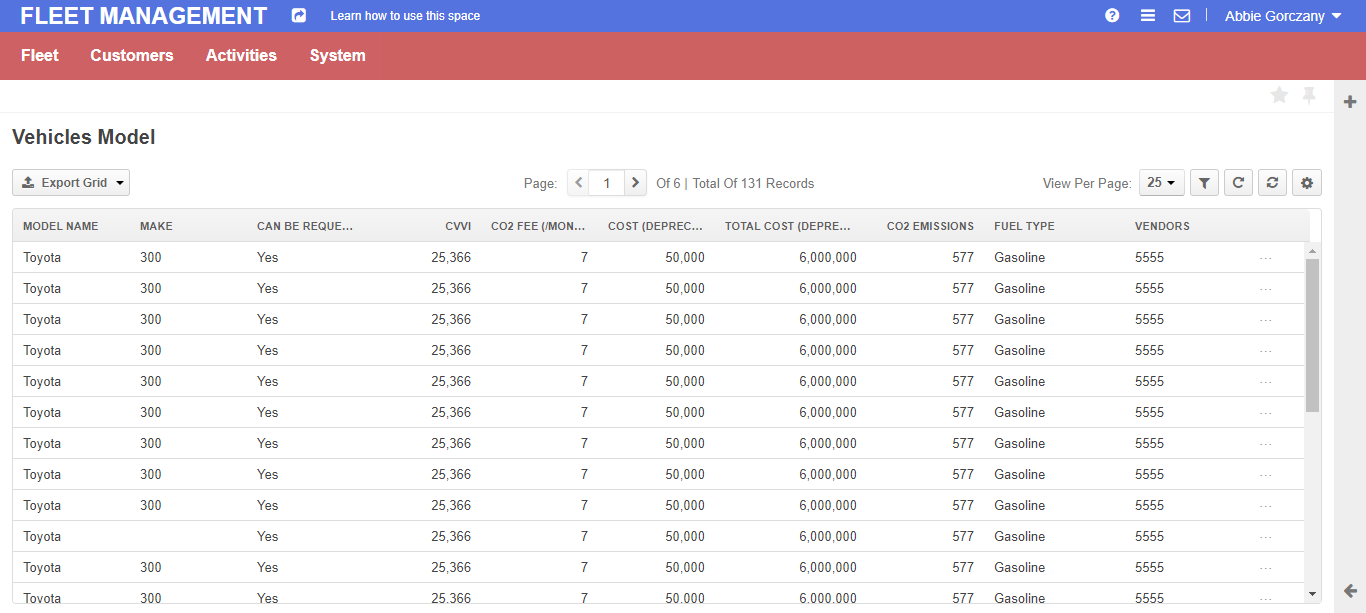 FLEET MANAGEMENT Learn how to use this space Abbie Gorczany
Fleet Customers Activities System
Vehicles Model
Export Grid Page: 1 Of 6 | Total Of 131 Records View Per Page: 25
MODEL NAME MAKE CAN BE REQUE... CVVI CO2 FEE (/MON... COST (DEPREC... TOTAL COST (DEPRE... CO2 EMISSIONS FUEL TYPE VENDORS
Toyota 300 Yes 25,366 7 50,000 6,000,000 577 Gasoline 5555 ...
Toyota 300 Yes 25,366 7 50,000 6,000,000 577 Gasoline 5555 ...
Toyota 300 Yes 25,366 7 50,000 6,000,000 577 Gasoline 5555 ...
Toyota 300 Yes 25,366 7 50,000 6,000,000 577 Gasoline 5555 ...
Toyota 300 Yes 25,366 7 50,000 6,000,000 577 Gasoline 5555 ...
Toyota 300 Yes 25,366 7 50,000 6,000,000 577 Gasoline 5555 ...
Toyota 300 Yes 25,366 7 50,000 6,000,000 577 Gasoline 5555 ...
Toyota 300 Yes 25,366 7 50,000 6,000,000 577 Gasoline 5555 ...
Toyota 300 Yes 25,366 7 50,000 6,000,000 577 Gasoline 5555 ...
Toyota Yes 25,366 7 50,000 6,000,000 577 Gasoline 5555 ...
Toyota 300 Yes 25,366 7 50,000 6,000,000 577 Gasoline 5555 ...
Toyota 300 Yes 25,366 7 50,000 6,000,000 577 Gasoline 5555 ...